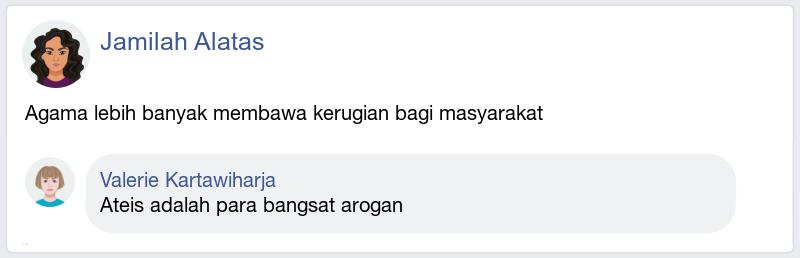 Jamilah Alatas
Agama lebih banyak membawa kerugian bagi masyarakat
Valerie Kartawiharja
Ateis adalah para bangsat arogan